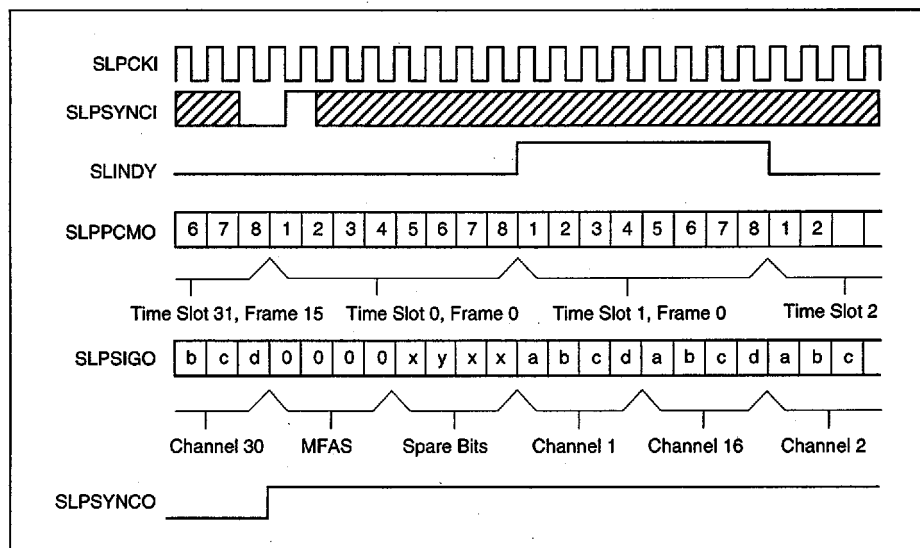 SLPCKI
SLPSYNCI
SLINDY
SLPPCMO 6 7 8 1 2 3 4 5 6 7 8 1 2 3 4 5 6 7 8 1 2
Time Slot 31, Frame 15 Time Slot 0, Frame 0 Time Slot 1, Frame 0 Time Slot 2
SLPSIGO b c d 0 0 0 0 x y x x a b c d a b c d a b c
Channel 30 MFAS Spare Bits Channel 1 Channel 16 Channel 2
SLPSYNCO